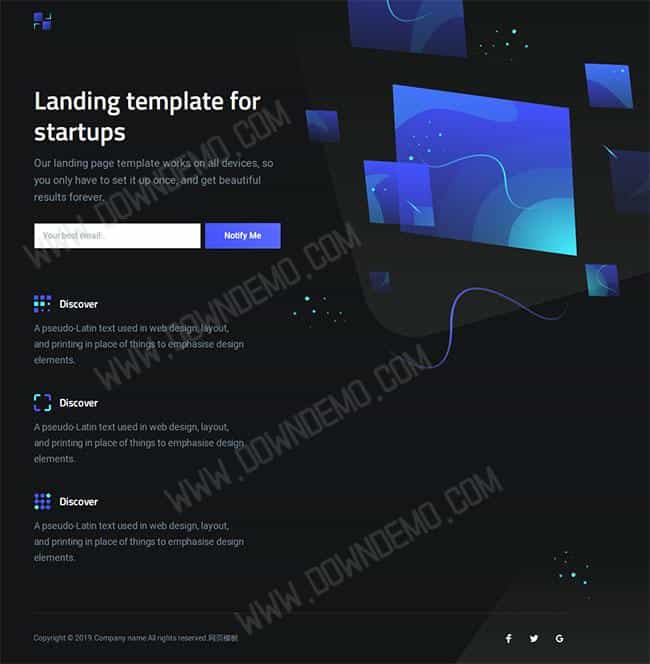 Landing template for
startups
Our landing page template works on all devices, so
you only have to set it up once, and get beautiful
results forever.
Your best email...
Notify Me
Discover
A pseudo-Latin text used in web design, layout,
and printing in place of things to emphasise design
elements.
Discover
A pseudo-Latin text used in web design, layout,
and printing in place of things to emphasise design
elements.
Discover
A pseudo-Latin text used in web design, layout,
and printing in place of things to emphasise design
elements.
Copyright © 2019.Company name All rights reserved.网页模板
WWW.DOWNDEMO.COM
WWW.DOWNDEMO.COM
WWW.DOWNDEMO.COM
WWW.DOWNDEMO.COM